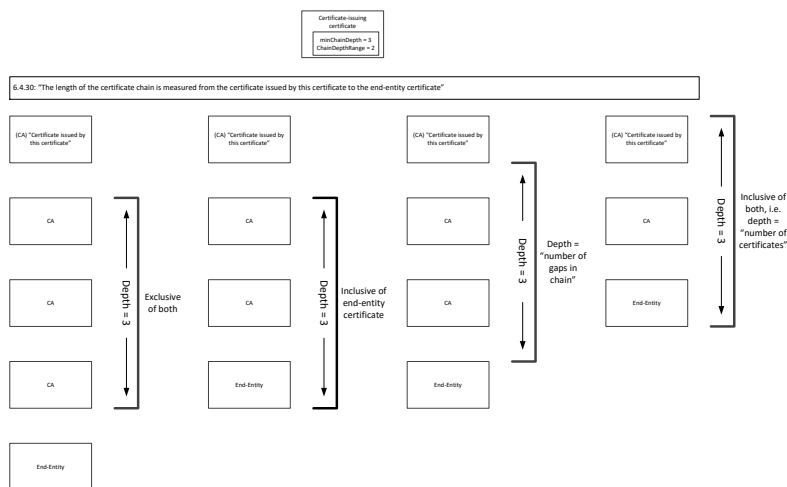 Certificate-issuing
certificate
minChainDepth = 3
ChainDepthRange = 2
6.4.30: "The length of the certificate chain is measured from the certificate issued by this certificate to the end-entity certificate"
(CA) "Certificate issued by
this certificate"
CA
CA
CA
End-Entity
Depth = 3
Exclusive
of both
(CA) "Certificate issued by
this certificate"
CA
CA
End-Entity
Depth = 3
Inclusive of
end-entity
certificate
(CA) "Certificate issued by
this certificate"
CA
CA
End-Entity
Depth = 3
Depth =
"number of
gaps in
chain"
(CA) "Certificate issued by
this certificate"
CA
End-Entity
Depth = 3
Inclusive of
both, i.e.
depth =
"number of
certificates"